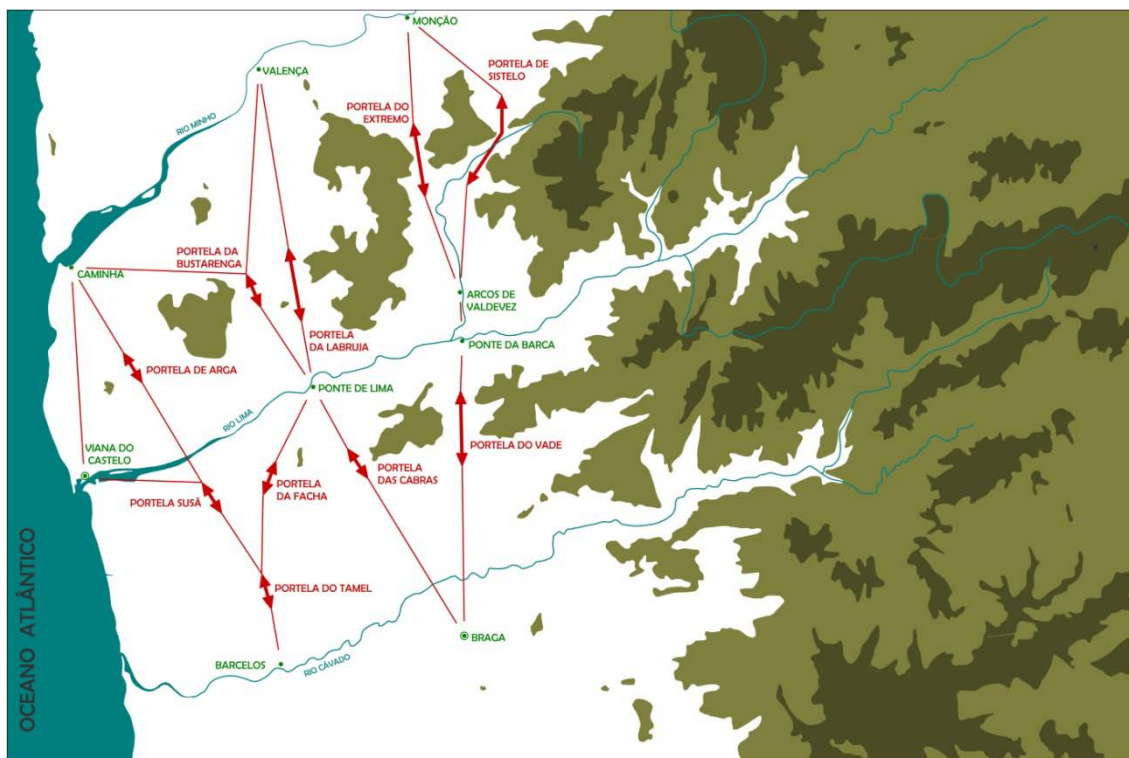 MONÇÃO
VALENÇA
PORTELA DE
SISTELO
PORTELA DO
EXTREMO
RIO MINHO
PORTELA DA
BUSTARENGA
CAMINHA
ARCOS DE
VALDEVEZ
PORTELA
DA LABRUJA
PONTE DA BARCA
PORTELA DE ARGA
PONTE DE LIMA
RIO LIMA
VIANA DO
CASTELO
PORTELA DO VADE
PORTELA
DAS CABRAS
PORTELA
DA FACHA
PORTELA SUSÃ
PORTELA DO TAMEL
BRAGA
BARCELOS
RIO CÁVADO
OCEANO ATLÂNTICO